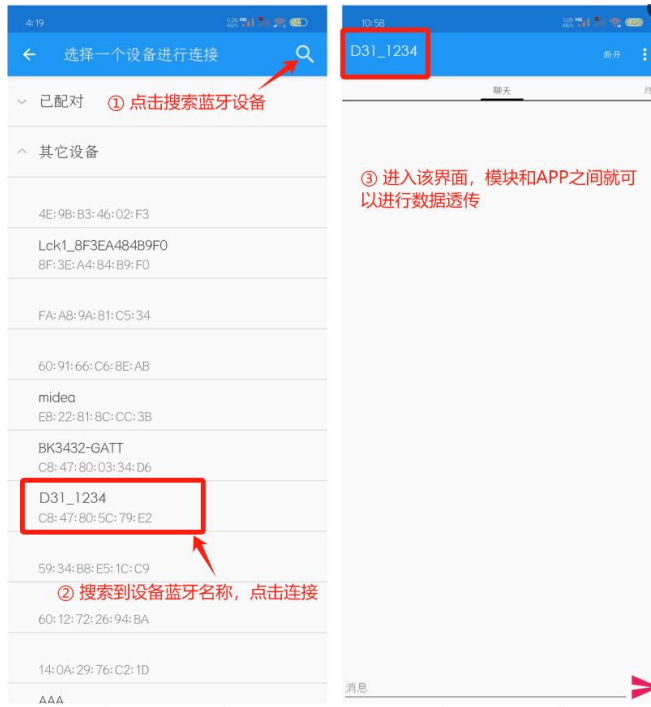 4:19
选择一个设备进行连接
已配对
① 点击搜索蓝牙设备
其它设备
4E:9B:B3:46:02:F3
Lck1_8F3EA484B9F0
8F:3E:A4:84:B9:F0
FA:A8:9A:81:C5:34
60:91:66:C6:8E:AB
midea
E8:22:81:8C:CC:3B
BK3432-GATT
C8:47:80:03:34:D6
D31_1234
C8:47:80:5C:79:E2
59:34:B8:E5:1C:C9
② 搜索到设备蓝牙名称，点击连接
60:12:72:26:94:BA
14:0A:29:76:C2:1D
AAA
10:58
D31_1234
断开
聊天
③ 进入该界面，模块和APP之间就可
以进行数据透传
消息